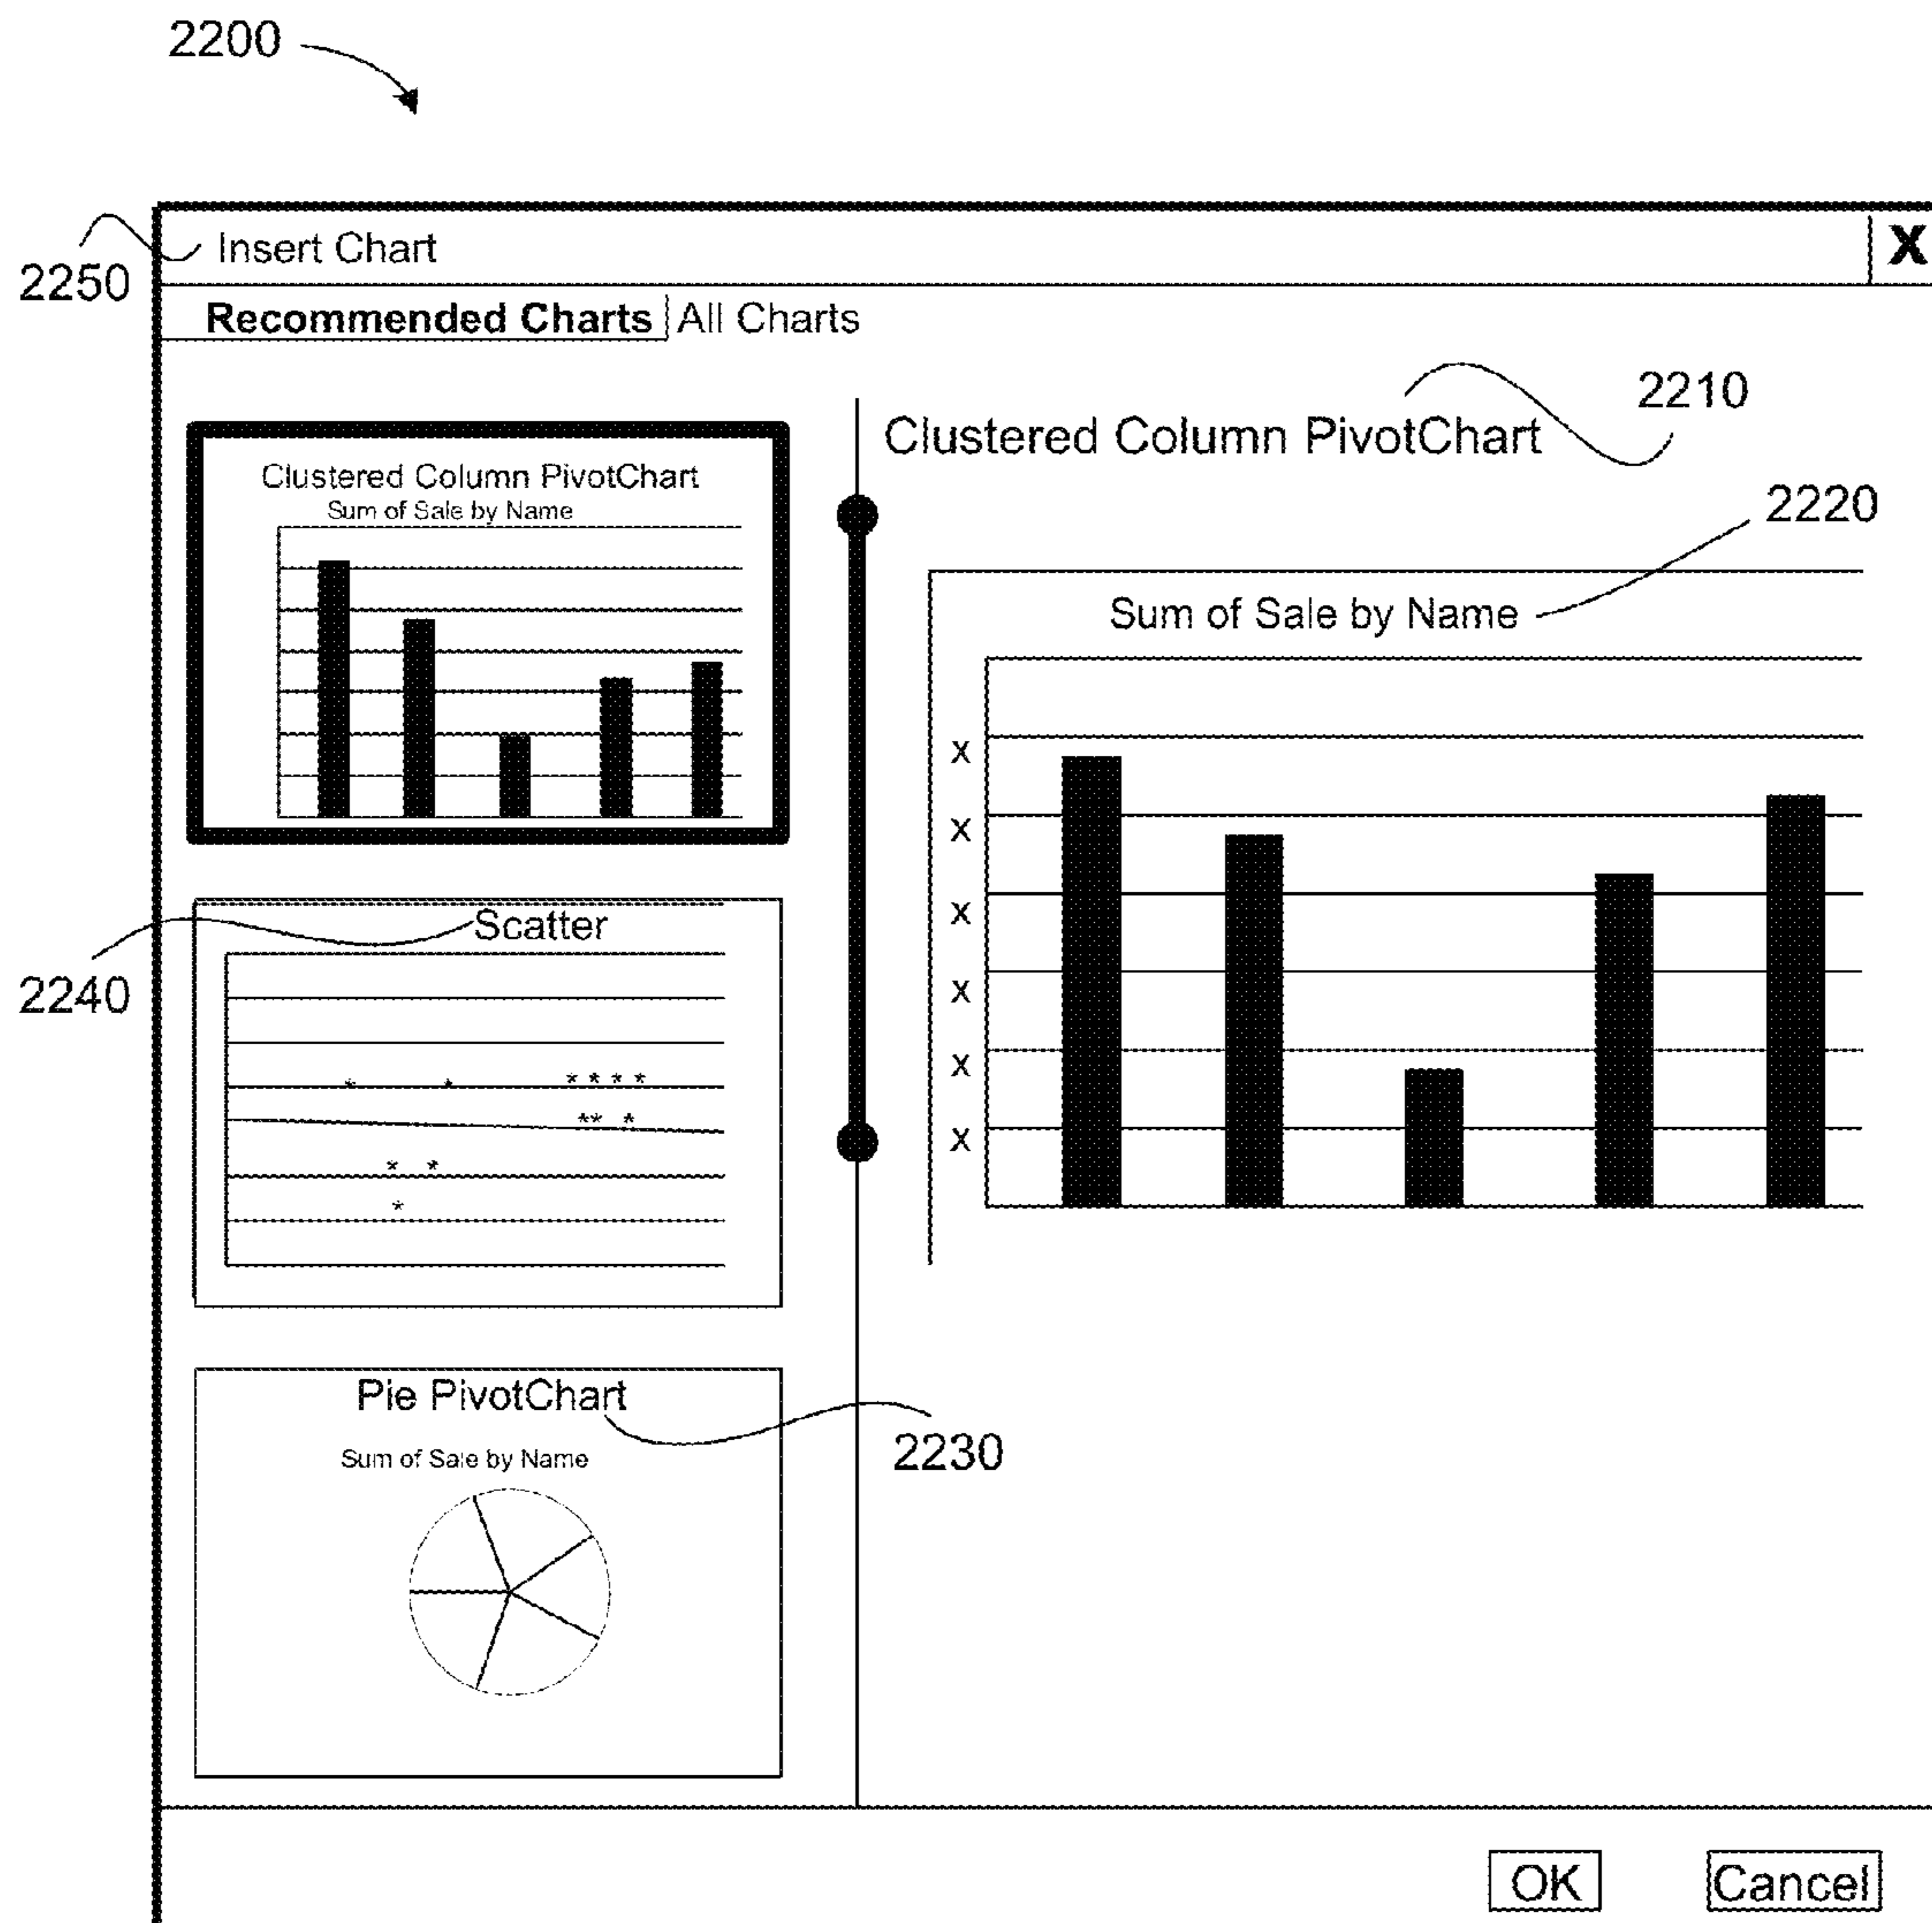 2200
Insert Chart
X
2250
Recommended Charts
All Charts
2210
Clustered Column PivotChart
2220
Clustered Column PivotChart
Sum of Sale by Name
Sum of Sale by Name
X
X
X
X
X
X
Scatter
2240
* * * * * *
** *
* *
*
Pie PivotChart
2230
Sum of Sale by Name
OK
Cancel